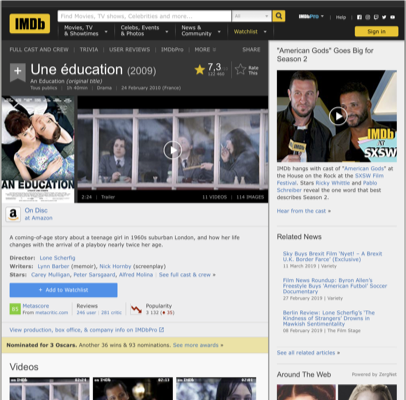 IMDb
Find Movies, TV shows, Celebrities and more...
All
Movies, TV & Showtimes
Celebs, Events & Photos
News & Community
Watchlist
IMDbPro
Help
Sign in
FULL CAST AND CREW | TRIVIA | USER REVIEWS | IMDbPro | MORE
SHARE
Une éducation (2009)
An Education (original title)
Tous publics | 1h 40min | Drame | 24 February 2010 (France)
7,3
Rate This
AN EDUCATION
2:24 | Trailer
11 VIDEOS | 114 IMAGES
On Disc
at Amazon
A coming-of-age story about a teenage girl in 1960s suburban London, and how her life
changes with the arrival of a playboy nearly twice her age.
Director: Lone Scherfig
Writers: Lynn Barber (memoir), Nick Hornby (screenplay)
Stars: Carey Mulligan, Peter Sarsgaard, Alfred Molina | See full cast & crew »
+ Add to Watchlist
Metascore
From metacritic.com
Reviews
Popularity
View production, box office, & company info on IMDbPro
Nominated for 3 Oscars. Another 36 wins & 93 nominations. See more awards »
Videos
"American Gods" Goes Big for
Season 2
IMDb
at
SXSW
IMDb hangs with cast of "American Gods" at
the House on the Rock at the SXSW Film
Festival. Stars Ricky Whittle and Pablo
Schreiber reveal the one word that best
describes Season 2.
Hear from the cast »
Related News
Sky Buys Brexit Film 'Nyet! – A Brexit
U.K. Border Farce' (Exclusive)
11 March 2019 | Variety
Film News Roundup: Byron Allen's
Freestyle Buys 'American Fútbol' Soccer
Documentary
27 February 2019 | Variety
Berlin Review: Lone Scherfig's 'The
Kindness of Strangers' Drowns in
Mawkish Sentimentality
08 February 2019 | The Film Stage
See all related articles »
Around The Web
Powered by ZergNet